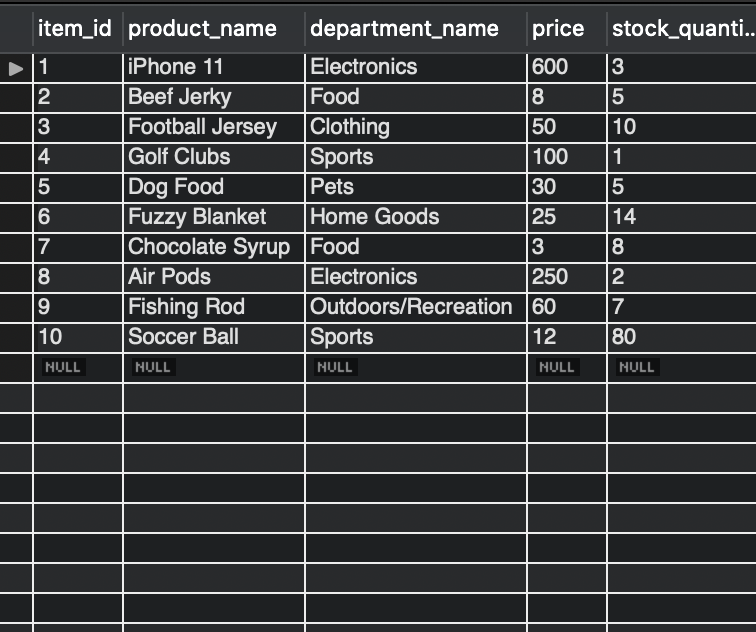 item_id product_name department_name price stock_quanti...
1 iPhone 11 Electronics 600 3
2 Beef Jerky Food 8 5
3 Football Jersey Clothing 50 10
4 Golf Clubs Sports 100 1
5 Dog Food Pets 30 5
6 Fuzzy Blanket Home Goods 25 14
7 Chocolate Syrup Food 3 8
8 Air Pods Electronics 250 2
9 Fishing Rod Outdoors/Recreation 60 7
10 Soccer Ball Sports 12 80
NULL NULL NULL NULL NULL